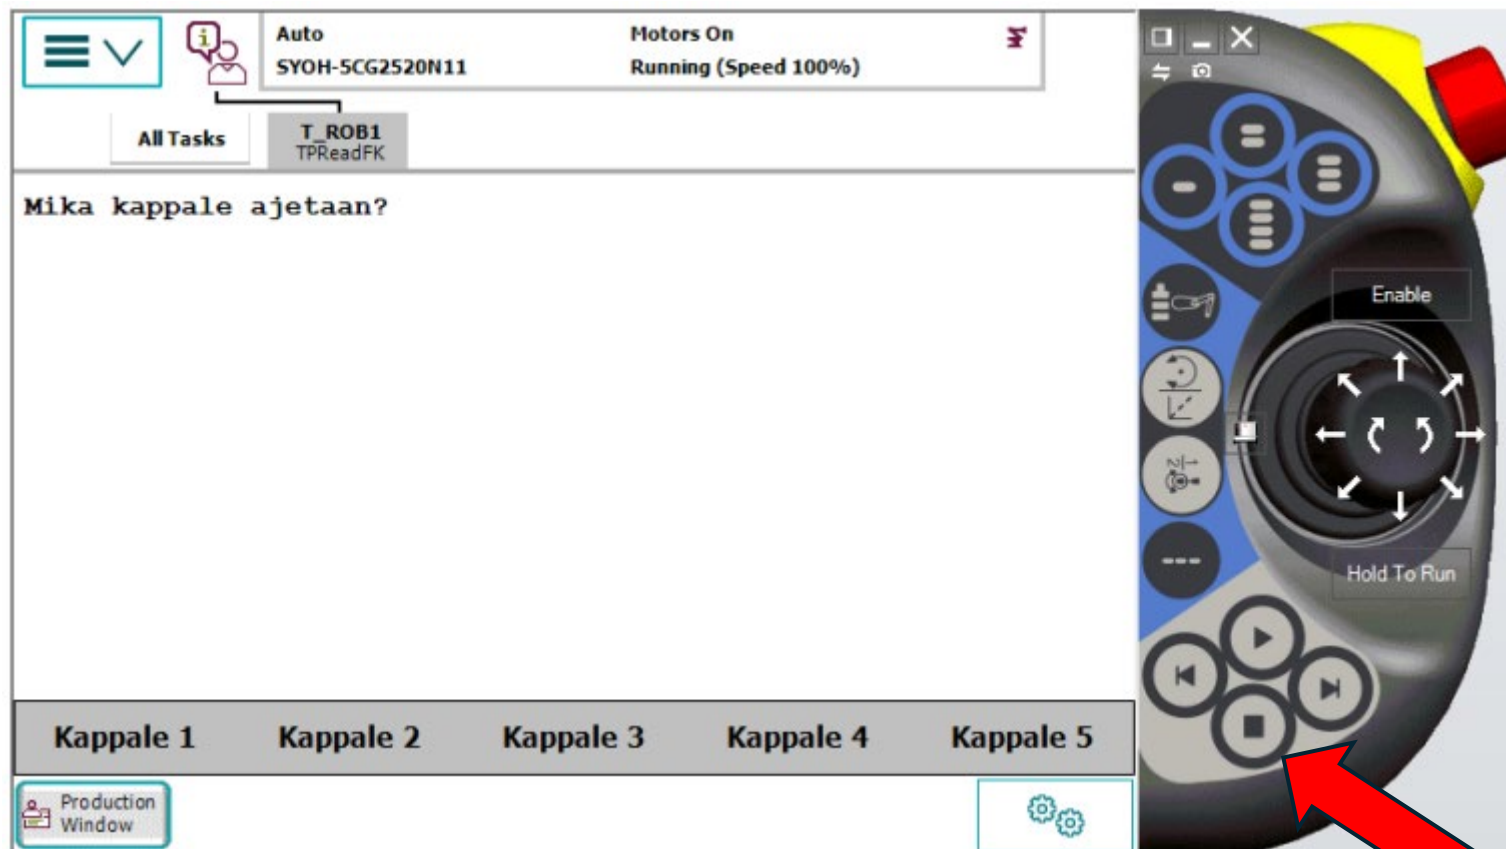 Auto
SYOH-5CG2520N11
Motors On
Running (Speed 100%)
All Tasks
T_ROB1
TPReadFK
Mika kappale ajetaan?
Enable
Hold To Run
Kappale 1
Kappale 2
Kappale 3
Kappale 4
Kappale 5
Production
Window